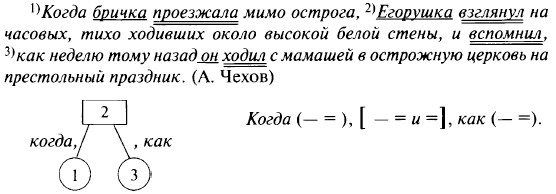 1)Когда бричка проезжала мимо острога, 2)Егорушка взглянул на
часовых, тихо ходивших около высокой белой стены, и вспомнил,
3)как неделю тому назад он ходил с мамашей в острожную церковь на
престольный праздник. (А. Чехов)
2
Когда (— = ), [ — = и =], как (— =).
когда, , как
1 3